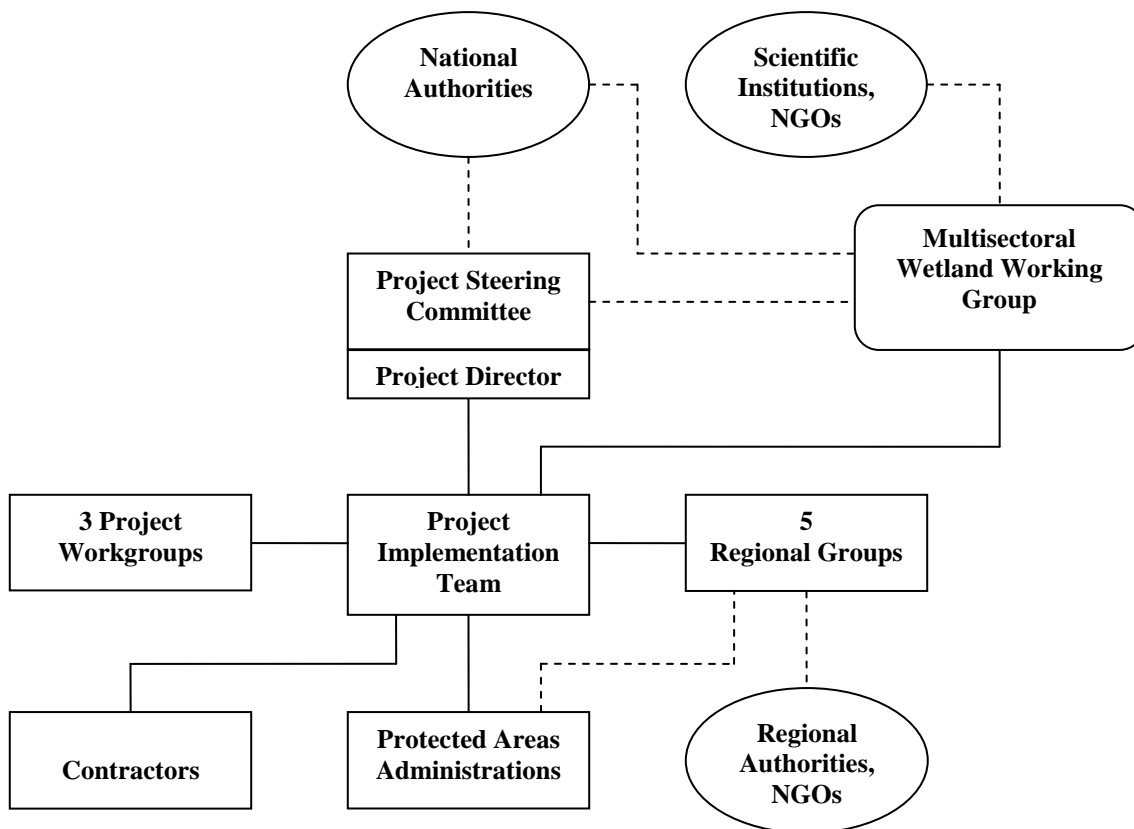 National
Authorities
Scientific
Institutions,
NGOs
Multisectoral
Wetland Working
Group
Project Steering
Committee
Project Director
3 Project
Workgroups
Project
Implementation
Team
5
Regional Groups
Contractors
Protected Areas
Administrations
Regional
Authorities,
NGOs